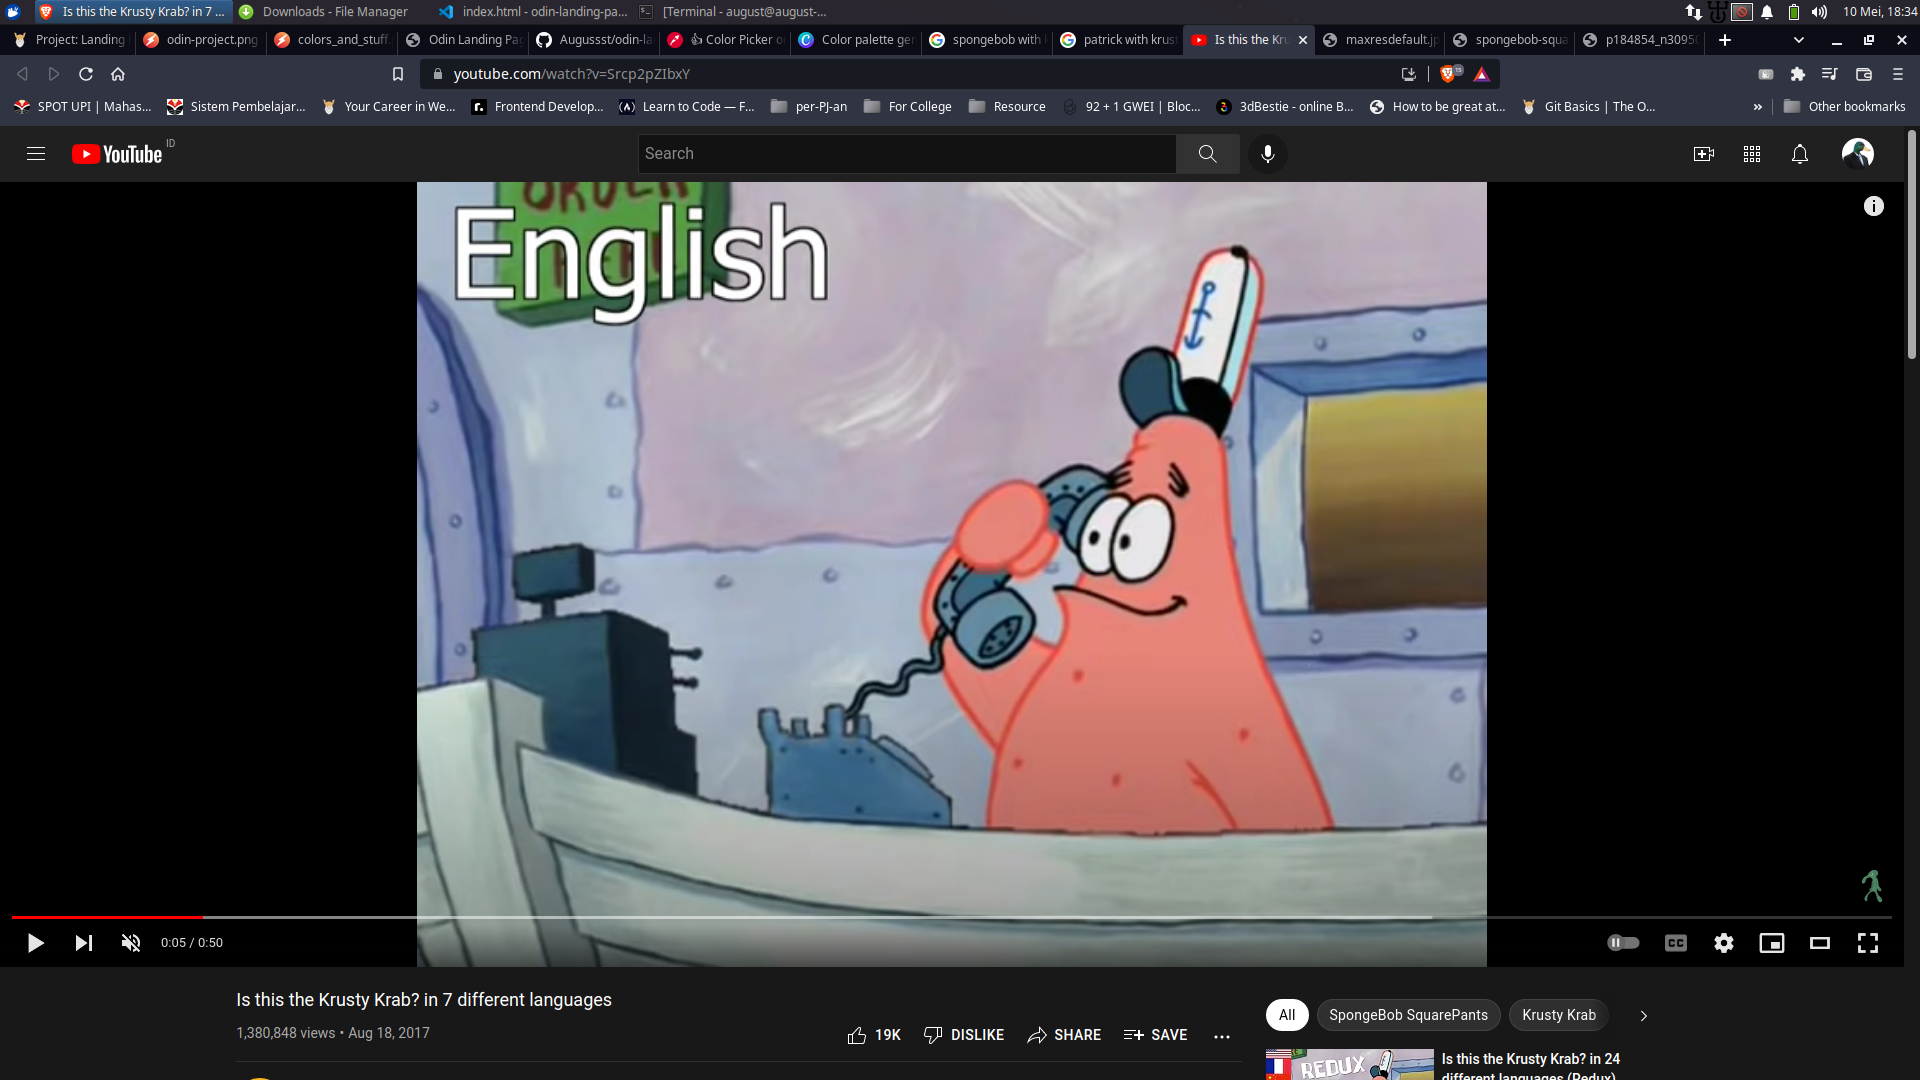 Is this the Krusty Krab? in 7 ...
Downloads - File Manager
index.html - odin-landing-pa...
[Terminal - august@august-...
10 Mei, 18:34
Project: Landing
odin-project.png
colors_and_stuff.
Odin Landing Pa
Augussst/odin-la
Color Picker o
Color palette gen
spongebob with
patrick with krus
Is this the Kru
maxresdefault.jp
spongebob-squa
p184854_n3095
youtube.com/watch?v=Srcp2pZIbxY
15
SPOT UPI | Mahas...
Sistem Pembelajar...
Your Career in We...
Frontend Develop...
Learn to Code — F...
per-PJ-an
For College
Resource
92 + 1 GWEI | Bloc...
3dBestie - online B...
How to be great at...
Git Basics | The O...
»
Other bookmarks
YouTube ID
Search
ORDER
English
0:05 / 0:50
CC
Is this the Krusty Krab? in 7 different languages
1,380,848 views • Aug 18, 2017
19K
DISLIKE
SHARE
SAVE
All
SpongeBob SquarePants
Krusty Krab
REDUX
Is this the Krusty Krab? in 24
different languages (Redux)